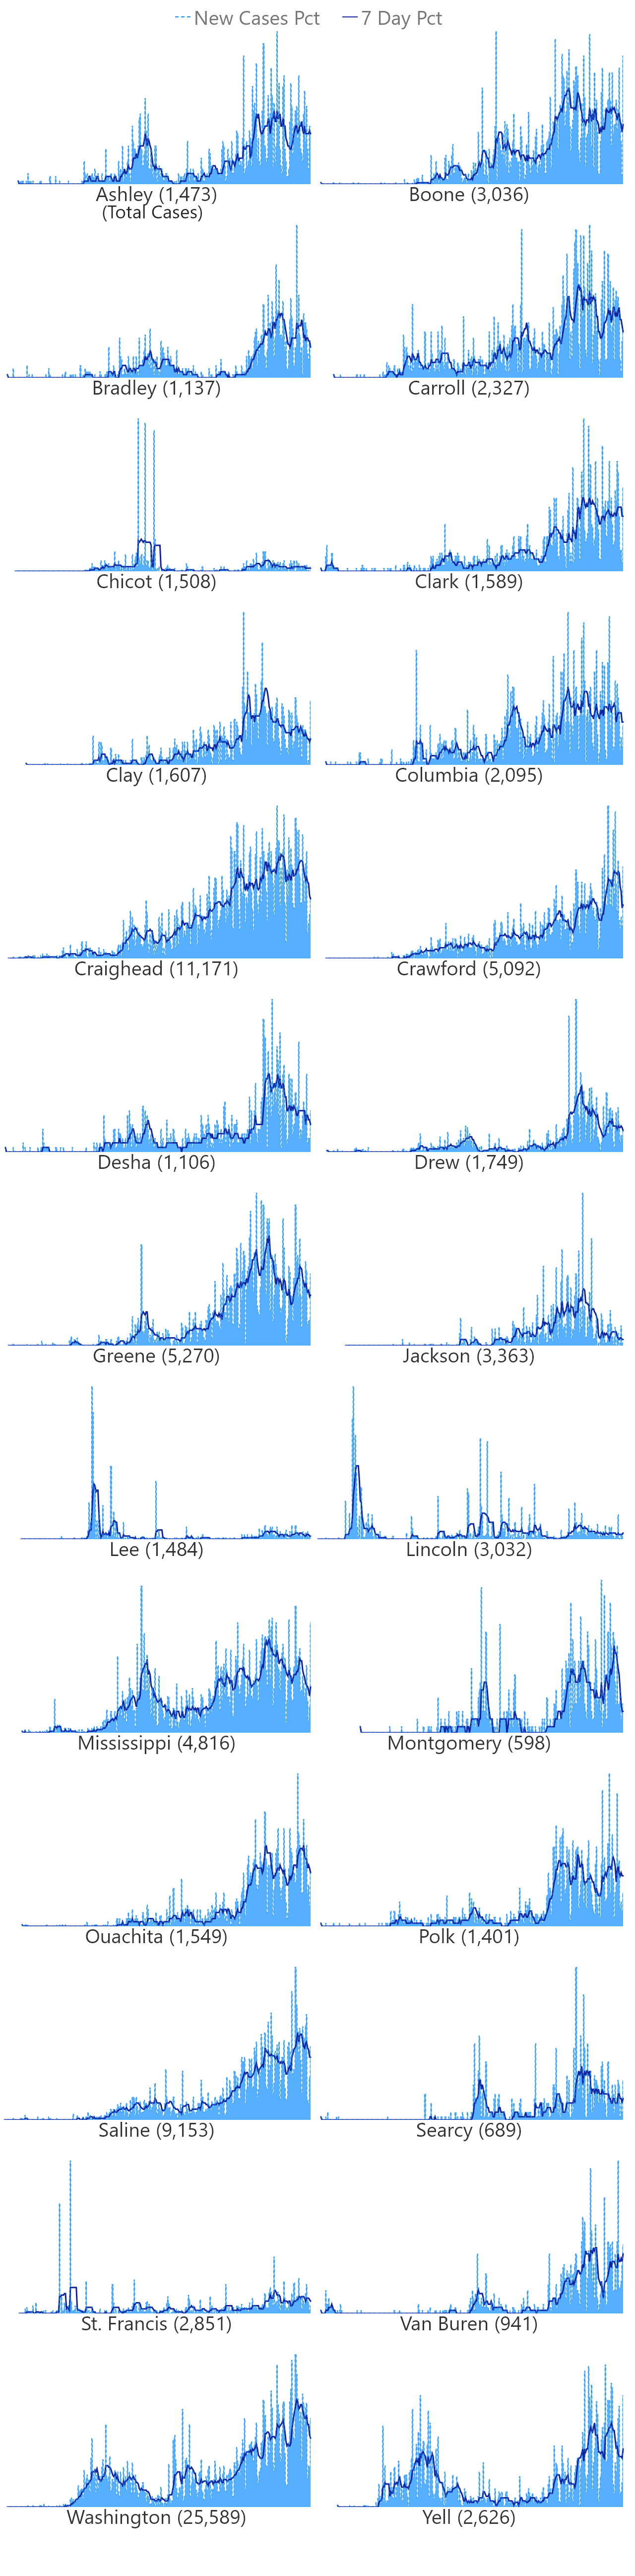 New Cases Pct 7 Day Pct
Ashley (1,473) Boone (3,036)
(Total Cases)
Bradley (1,137) Carroll (2,327)
Chicot (1,508) Clark (1,589)
Clay (1,607) Columbia (2,095)
Craighead (11,171) Crawford (5,092)
Desha (1,106) Drew (1,749)
Greene (5,270) Jackson (3,363)
Lee (1,484) Lincoln (3,032)
Mississippi (4,816) Montgomery (598)
Ouachita (1,549) Polk (1,401)
Saline (9,153) Searcy (689)
St. Francis (2,851) Van Buren (941)
Washington (25,589) Yell (2,626)